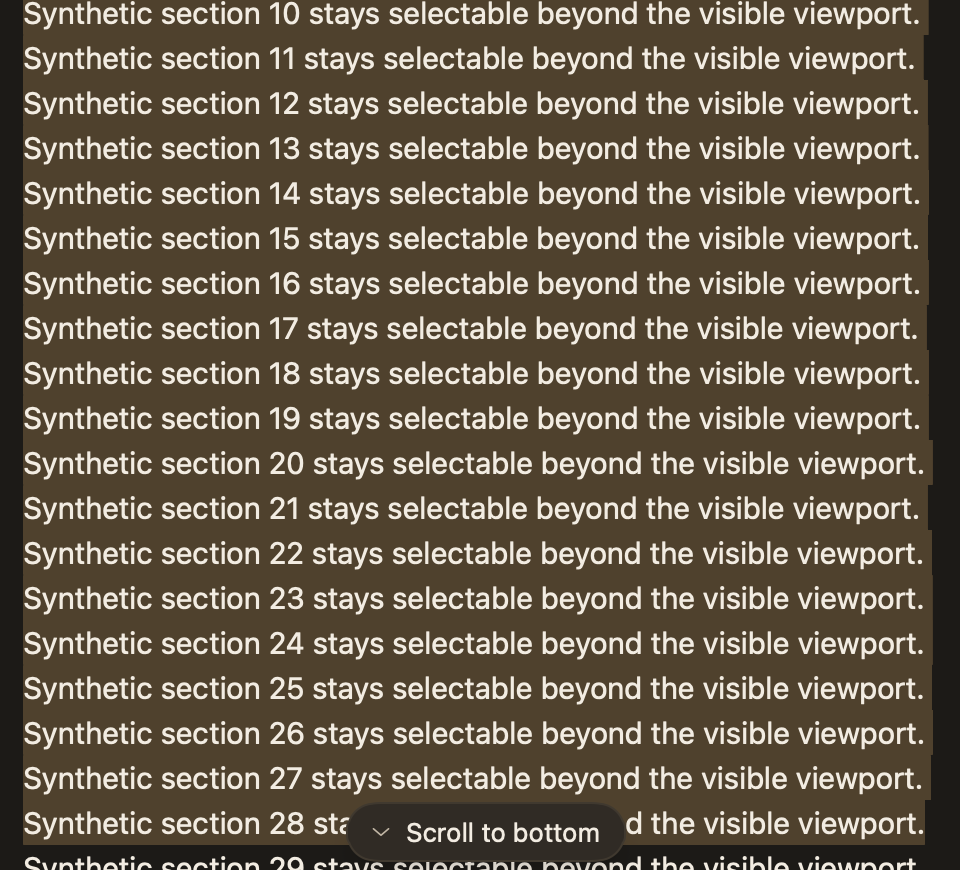 Synthetic section 10 stays selectable beyond the visible viewport.
Synthetic section 11 stays selectable beyond the visible viewport.
Synthetic section 12 stays selectable beyond the visible viewport.
Synthetic section 13 stays selectable beyond the visible viewport.
Synthetic section 14 stays selectable beyond the visible viewport.
Synthetic section 15 stays selectable beyond the visible viewport.
Synthetic section 16 stays selectable beyond the visible viewport.
Synthetic section 17 stays selectable beyond the visible viewport.
Synthetic section 18 stays selectable beyond the visible viewport.
Synthetic section 19 stays selectable beyond the visible viewport.
Synthetic section 20 stays selectable beyond the visible viewport.
Synthetic section 21 stays selectable beyond the visible viewport.
Synthetic section 22 stays selectable beyond the visible viewport.
Synthetic section 23 stays selectable beyond the visible viewport.
Synthetic section 24 stays selectable beyond the visible viewport.
Synthetic section 25 stays selectable beyond the visible viewport.
Synthetic section 26 stays selectable beyond the visible viewport.
Synthetic section 27 stays selectable beyond the visible viewport.
Synthetic section 28 the visible viewport.
Scroll to bottom
Synthetic section 29 stays selectable beyond the visible viewport.